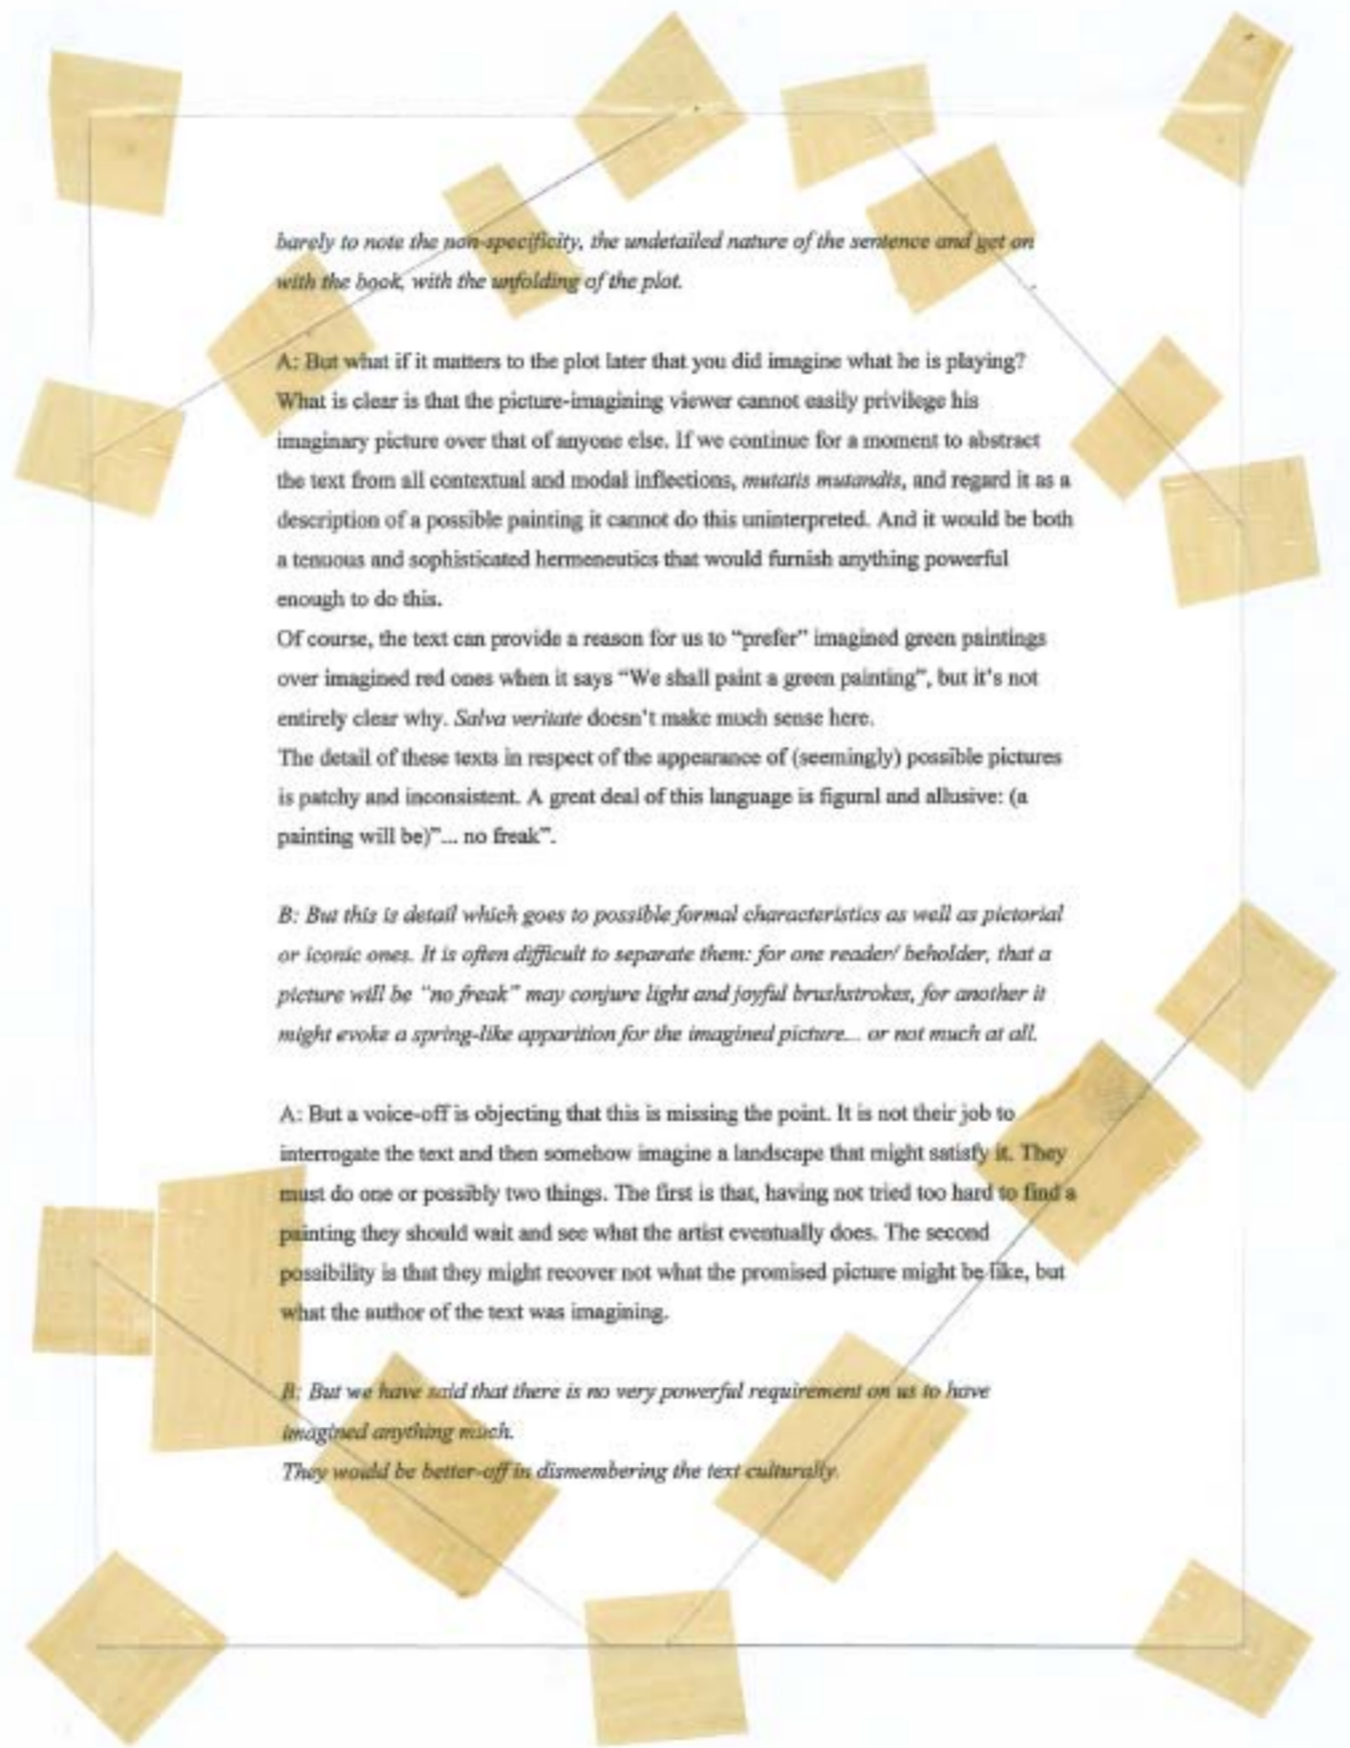 barely to note the non-specificity, the undetailed nature of the sentence and get on
with the book, with the unfolding of the plot.
A: But what if it matters to the plot later that you did imagine what he is playing?
What is clear is that the picture-imagining viewer cannot easily privilege his
imaginary picture over that of anyone else. If we continue for a moment to abstract
the text from all contextual and modal inflections, mutatis mutandis, and regard it as a
description of a possible painting it cannot do this uninterpreted. And it would be both
a tenuous and sophisticated hermeneutics that would furnish anything powerful
enough to do this.
Of course, the text can provide a reason for us to “prefer” imagined green paintings
over imagined red ones when it says “We shall paint a green painting”, but it’s not
entirely clear why. Salva veritate doesn’t make much sense here.
The detail of these texts in respect of the appearance of (seemingly) possible pictures
is patchy and inconsistent. A great deal of this language is figural and allusive: (a
painting will be)”... no freak”.
B: But this is detail which goes to possible formal characteristics as well as pictorial
or iconic ones. It is often difficult to separate them: for one reader/ beholder, that a
picture will be “no freak” may conjure light and joyful brushstrokes, for another it
might evoke a spring-like apparition for the imagined picture... or not much at all.
A: But a voice-off is objecting that this is missing the point. It is not their job to
interrogate the text and then somehow imagine a landscape that might satisfy it. They
must do one or possibly two things. The first is that, having not tried too hard to find a
painting they should wait and see what the artist eventually does. The second
possibility is that they might recover not what the promised picture might be like, but
what the author of the text was imagining.
B: But we have said that there is no very powerful requirement on us to have
imagined anything much.
They would be better-off in dismembering the text culturally.